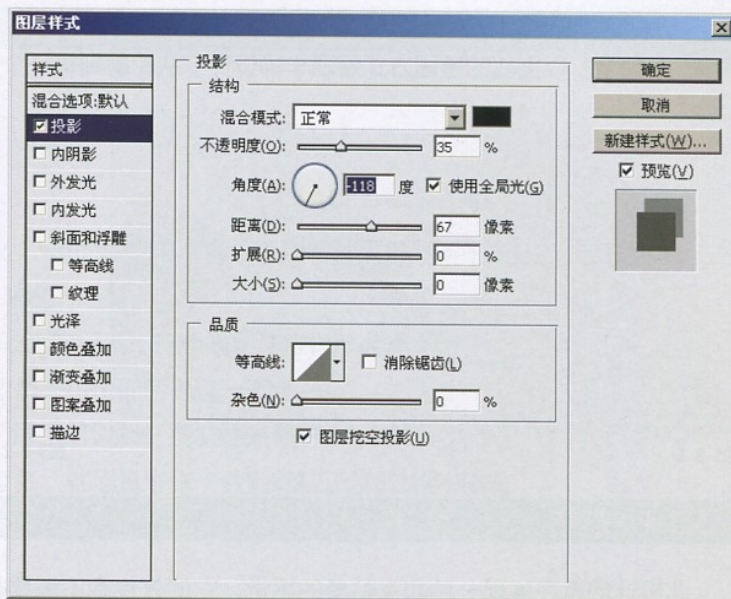 图层样式
样式
混合选项:默认
投影
内阴影
外发光
内发光
斜面和浮雕
等高线
纹理
光泽
颜色叠加
渐变叠加
图案叠加
描边
投影
结构
混合模式: 正常
不透明度(O): 35 %
角度(A): -118 度 使用全局光(G)
距离(D): 67 像素
扩展(R): 0 %
大小(S): 0 像素
品质
等高线: 消除锯齿(L)
杂色(N): 0 %
图层挖空投影(U)
确定
取消
新建样式(W)...
预览(V)